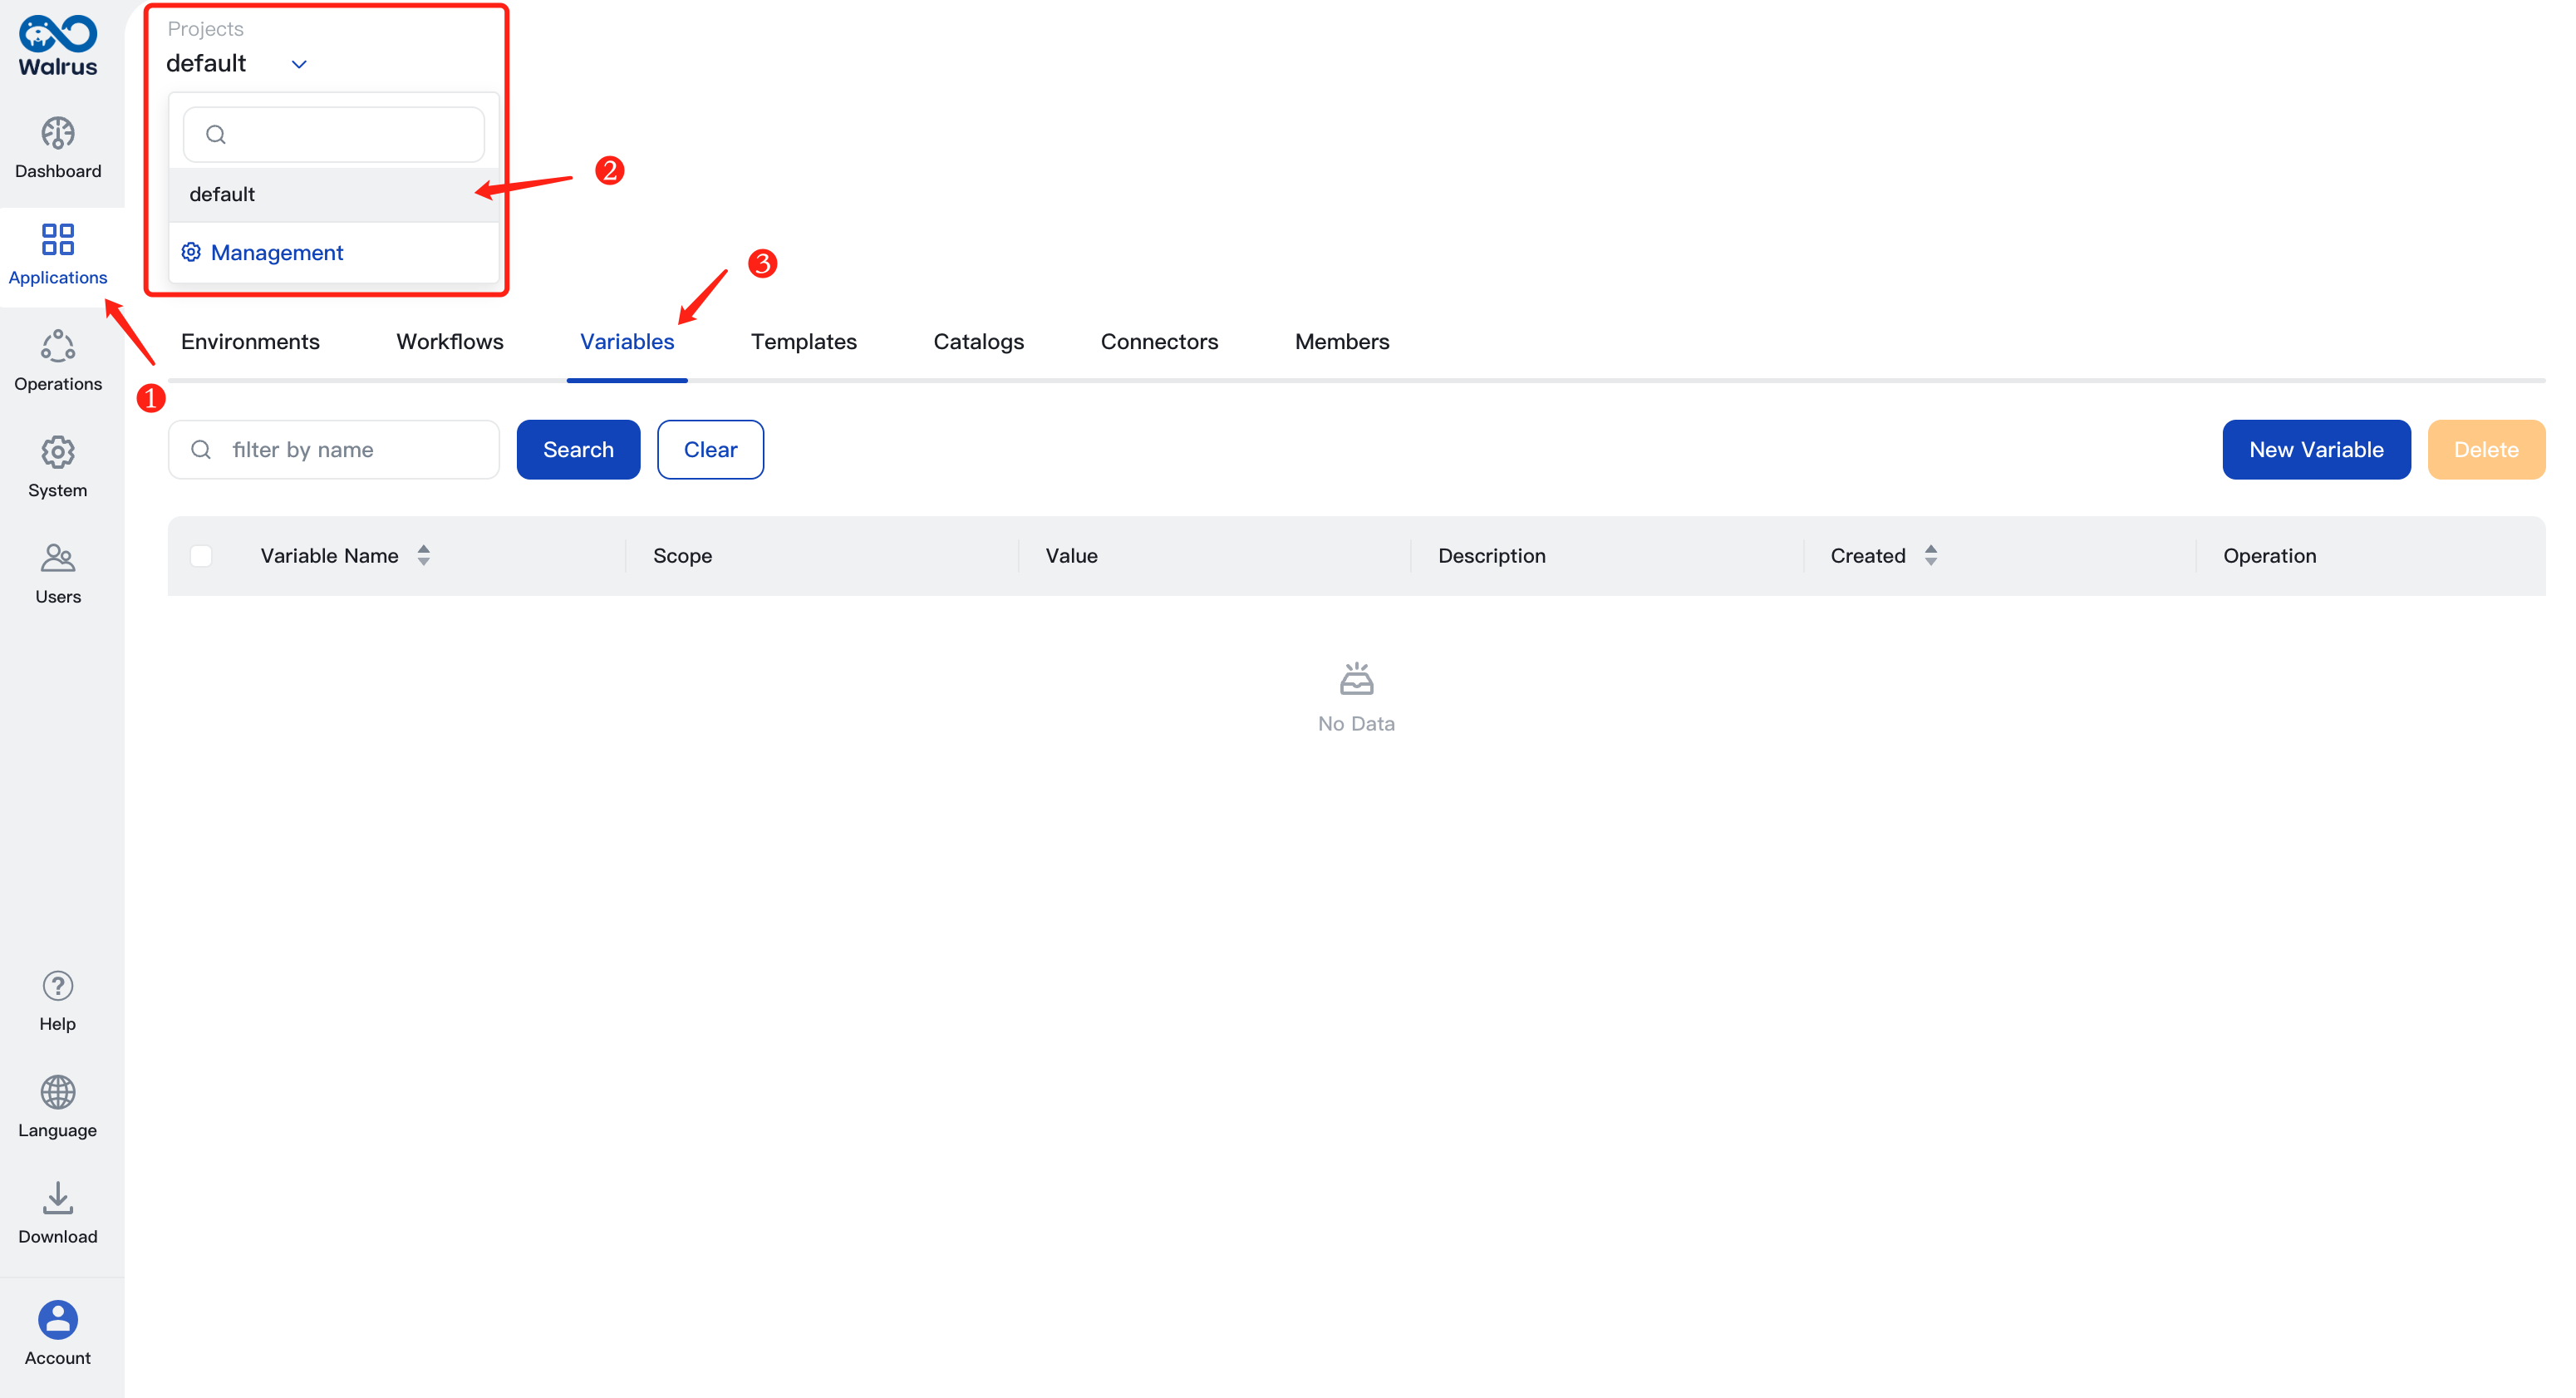 Walrus
Dashboard
Applications
Operations
System
Users
Help
Language
Download
Account
Projects
default
default
Management
1
2
3
Environments Workflows Variables Templates Catalogs Connectors Members
filter by name Search Clear New Variable Delete
Variable Name Scope Value Description Created Operation
No Data